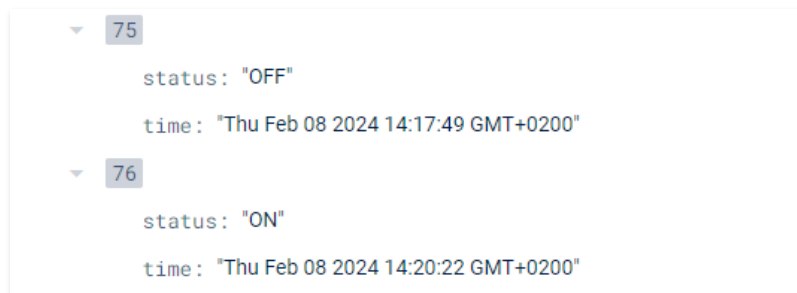 75
status: "OFF"
time: "Thu Feb 08 2024 14:17:49 GMT+0200"
76
status: "ON"
time: "Thu Feb 08 2024 14:20:22 GMT+0200"